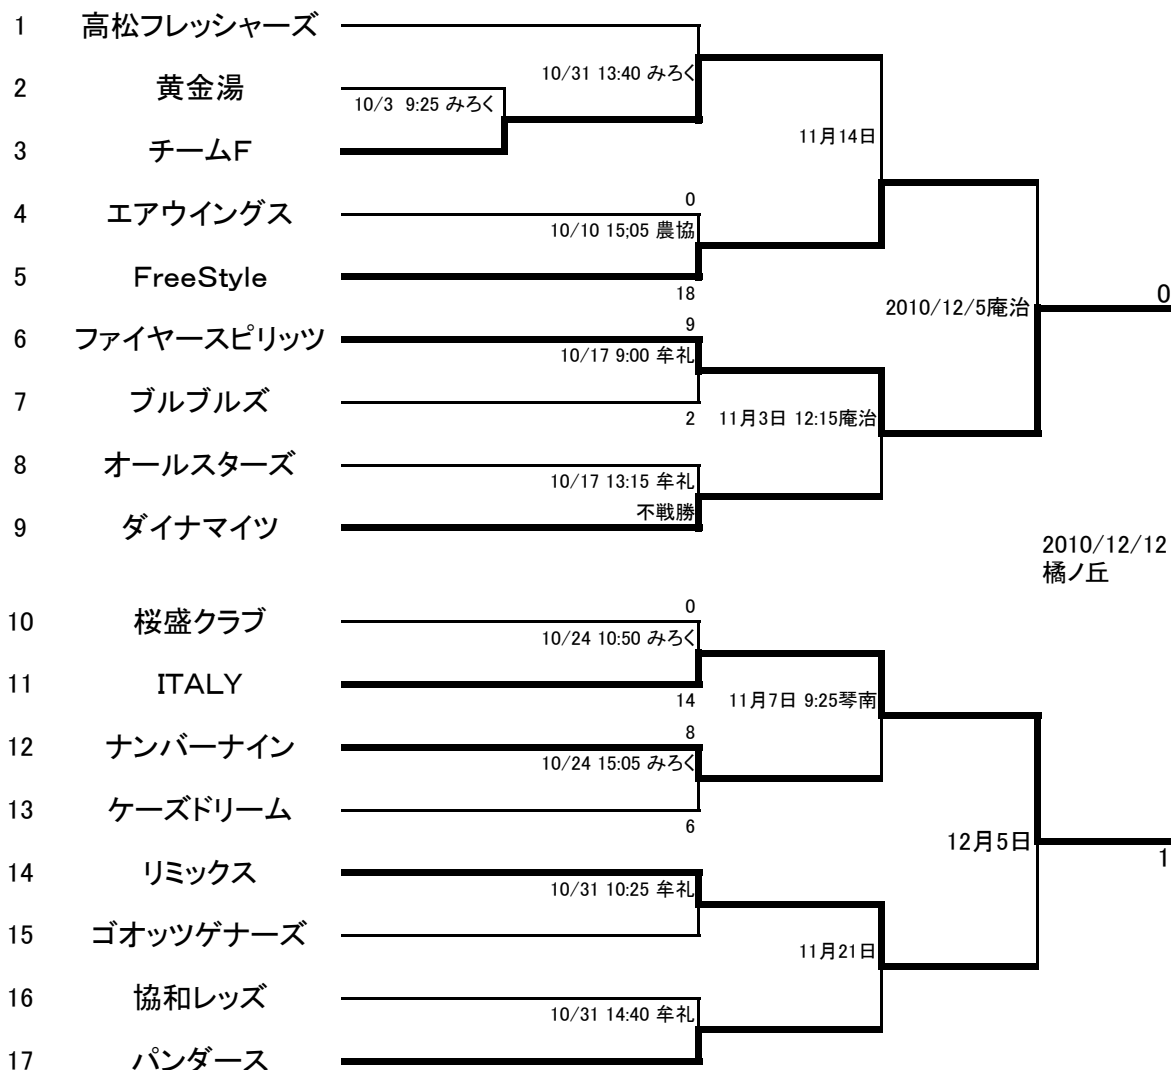 1 高松フレッシャーズ
10/31 13:40 みろく
2 黄金湯
10/3 9:25 みろく
3 チームF
11月14日
4 エアウイングス
0
10/10 15;05 農協
5 FreeStyle
18
2010/12/5庵治
0
6 ファイヤースピリッツ
9
10/17 9:00 牟礼
7 ブルブルズ
2
11月3日 12:15庵治
8 オールスターズ
10/17 13:15 牟礼
不戦勝
9 ダイナマイツ
2010/12/12
橘ノ丘
10 桜盛クラブ
0
10/24 10:50 みろく
11 ITALY
14
11月7日 9:25琴南
12 ナンバーナイン
8
10/24 15:05 みろく
13 ケーズドリーム
6
12月5日
1
14 リミックス
10/31 10:25 牟礼
15 ゴオッツゲナーズ
11月21日
16 協和レッズ
10/31 14:40 牟礼
17 パンダース